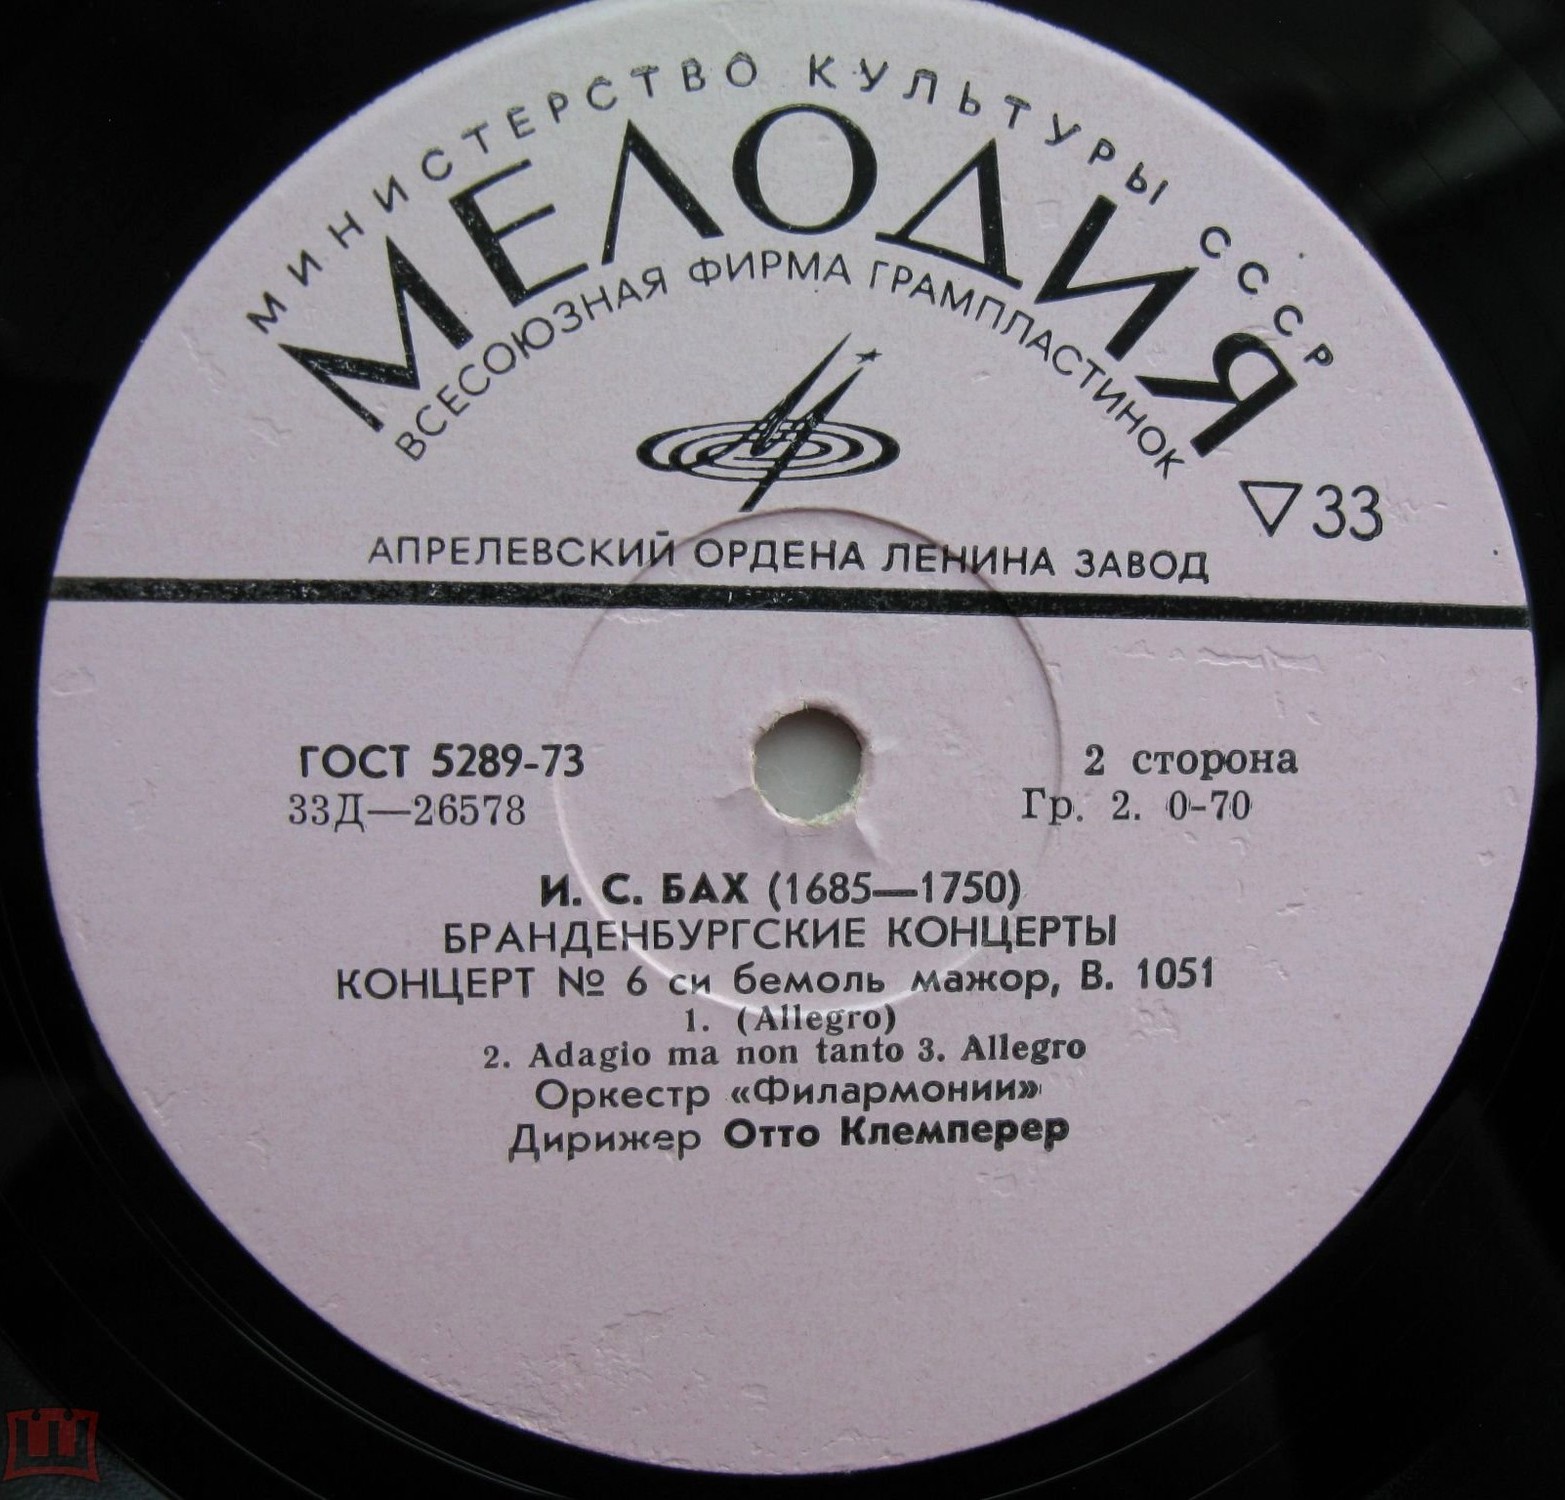 МИНИСТЕРСТВО КУЛЬТУРЫ СССР
МЕЛОДИЯ
ВСЕСОЮЗНАЯ ФИРМА ГРАМПЛАСТИНОК
▽33
АПРЕЛЕВСКИЙ ОРДЕНА ЛЕНИНА ЗАВОД
ГОСТ 5289-73
2 сторона
33Д—26578
Гр. 2. 0-70
И. С. БАХ (1685—1750)
БРАНДЕНБУРГСКИЕ КОНЦЕРТЫ
КОНЦЕРТ № 6 си бемоль мажор, В. 1051
1. (Allegro)
2. Adagio ma non tanto 3. Allegro
Оркестр «Филармонии»
Дирижер Отто Клемперер